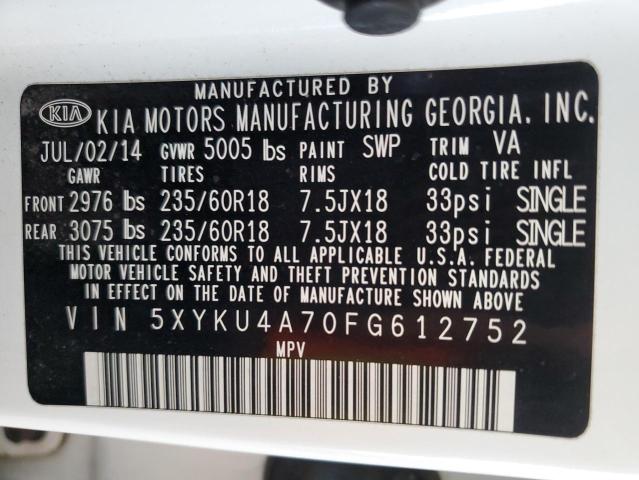 MANUFACTURED BY
KIA KIA MOTORS MANUFACTURING GEORGIA, INC.
JUL/02/14 GVWR 5005 lbs PAINT SWP TRIM VA
GAWR TIRES RIMS COLD TIRE INFL
FRONT 2976 lbs 235/60R18 7.5JX18 33psi SINGLE
REAR 3075 lbs 235/60R18 7.5JX18 33psi SINGLE
THIS VEHICLE CONFORMS TO ALL APPLICABLE U.S.A. FEDERAL
MOTOR VEHICLE SAFETY AND THEFT PREVENTION STANDARDS
IN EFFECT ON THE DATE OF MANUFACTURE SHOWN ABOVE
VIN 5XYKU4A70FG612752
MPV